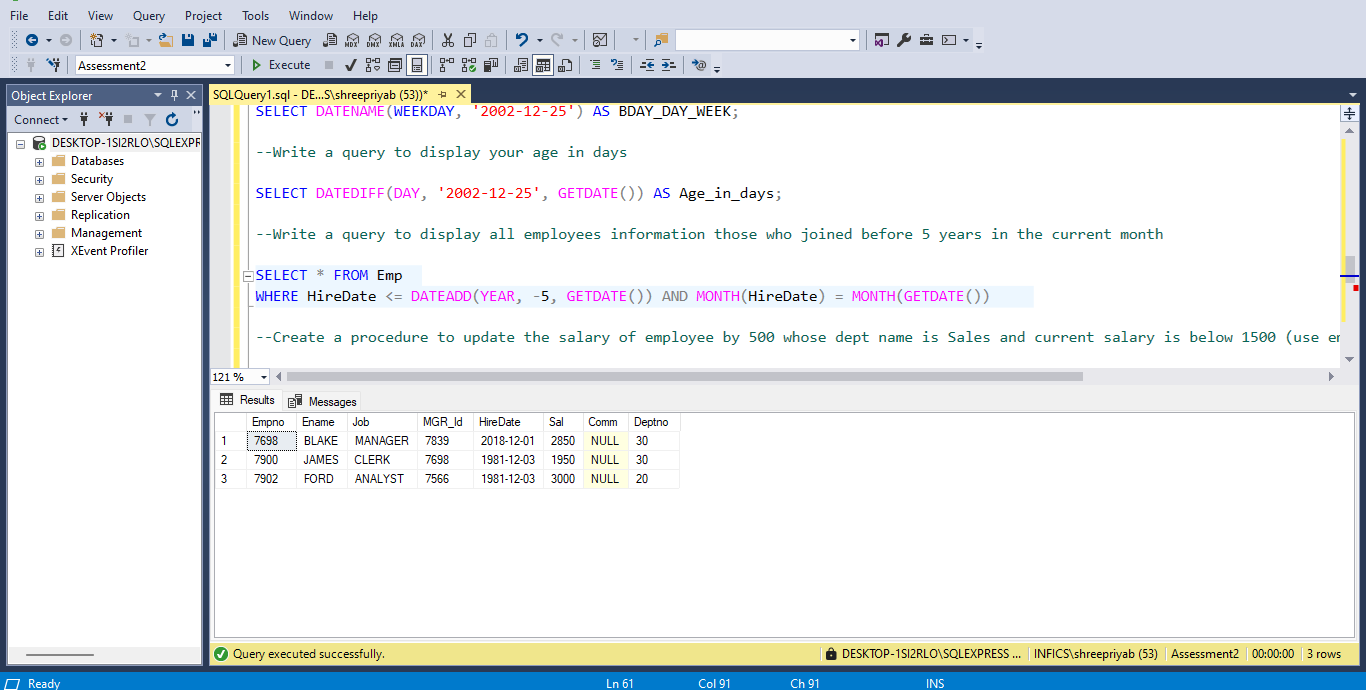 File Edit View Query Project Tools Window Help
New Query MDX DMX XMLA DAX
Assessment2 Execute
Object Explorer
Connect
DESKTOP-1SI2RLO\SQLEXPR
Databases
Security
Server Objects
Replication
Management
XEvent Profiler
SQLQuery1.sql - DE...S\shreepriyab (53))*
SELECT DATENAME(WEEKDAY, '2002-12-25') AS BDAY_DAY_WEEK;
--Write a query to display your age in days
SELECT DATEDIFF(DAY, '2002-12-25', GETDATE()) AS Age_in_days;
--Write a query to display all employees information those who joined before 5 years in the current month
SELECT * FROM Emp
WHERE HireDate <= DATEADD(YEAR, -5, GETDATE()) AND MONTH(HireDate) = MONTH(GETDATE())
--Create a procedure to update the salary of employee by 500 whose dept name is Sales and current salary is below 1500 (use
121 %
Results Messages
Empno Ename Job MGR_Id HireDate Sal Comm Deptno
1 7698 BLAKE MANAGER 7839 2018-12-01 2850 NULL 30
2 7900 JAMES CLERK 7698 1981-12-03 1950 NULL 30
3 7902 FORD ANALYST 7566 1981-12-03 3000 NULL 20
Query executed successfully. DESKTOP-1SI2RLO\SQLEXPRESS ... INFICS\shreepriyab (53) Assessment2 00:00:00 3 rows
Ready Ln 61 Col 91 Ch 91 INS